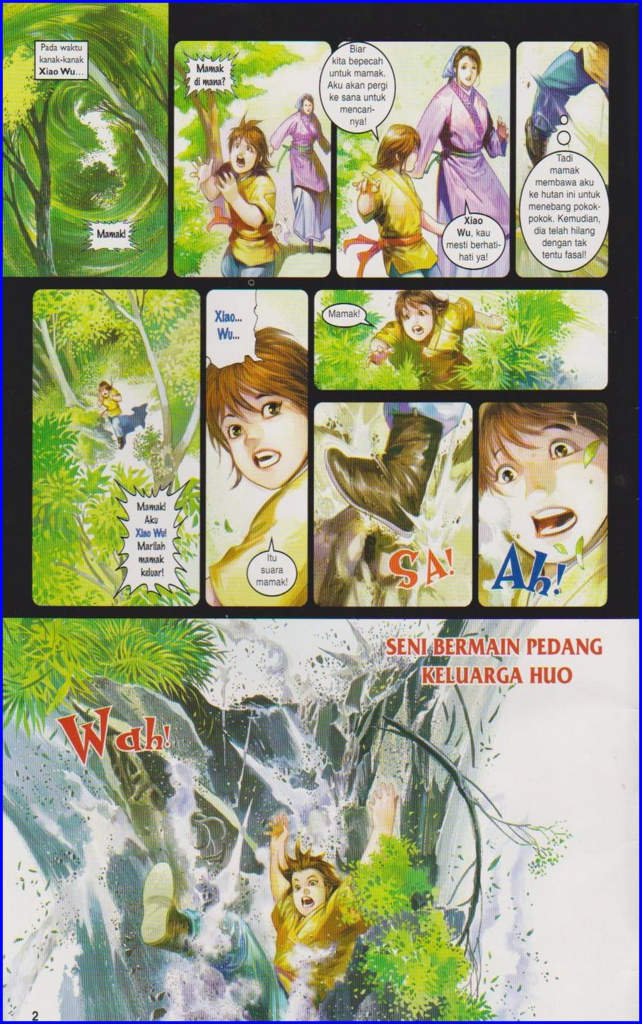 Pada waktu
kanak-kanak
Xiao Wu...
Mamak!
Mamak
di mana?
Biar
kita bepecah
untuk mamak.
Aku akan pergi
ke sana untuk
mencari-
nya!
Xiao
Wu, kau
mesti berhati-
hati ya!
Tadi
mamak
membawa aku
ke hutan ini untuk
menebang pokok-
pokok. Kemudian,
dia telah hilang
dengan tak
tentu fasal!
Mamak!
Aku
Xiao Wu!
Marilah
mamak
keluar!
Xiao...
Wu...
Itu
suara
mamak!
Mamak!
SA!
Ah!
SENI BERMAIN PEDANG
KELUARGA HUO
Wah!
2